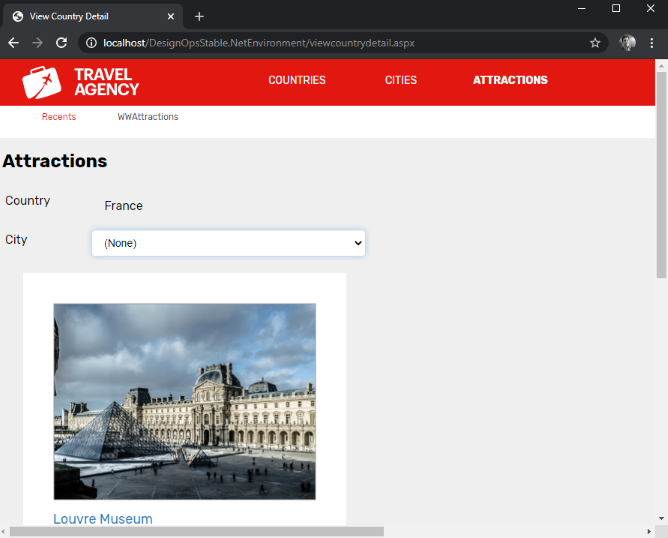 View Country Detail
localhost/DesignOpsStable.NetEnvironment/viewcountrydetail.aspx
TRAVEL
AGENCY
COUNTRIES
CITIES
ATTRACTIONS
Recents
WWAttractions
Attractions
Country
France
City
(None)
Louvre Museum